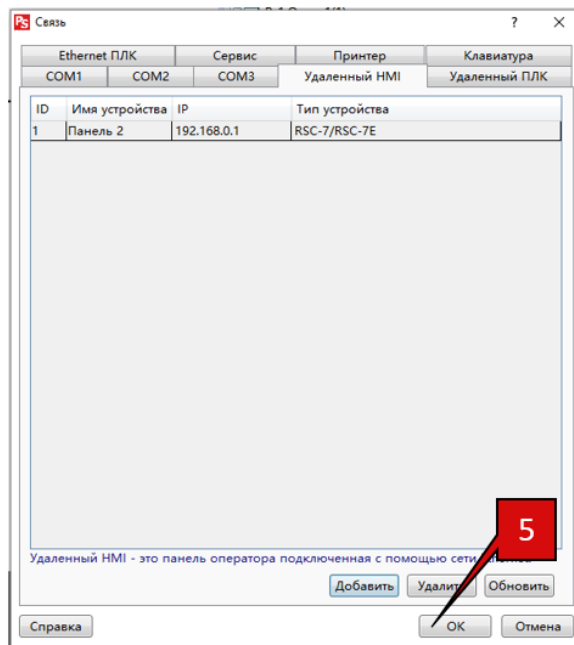 PS Связь ? ×
Ethernet ПЛК Сервис Принтер Клавиатура
COM1 COM2 COM3 Удаленный HMI Удаленный ПЛК
ID Имя устройства IP Тип устройства
1 Панель 2 192.168.0.1 RSC-7/RSC-7E
5
Удаленный HMI - это панель оператора подключенная с помощью сети
Добавить Удалить Обновить
Справка OK Отмена